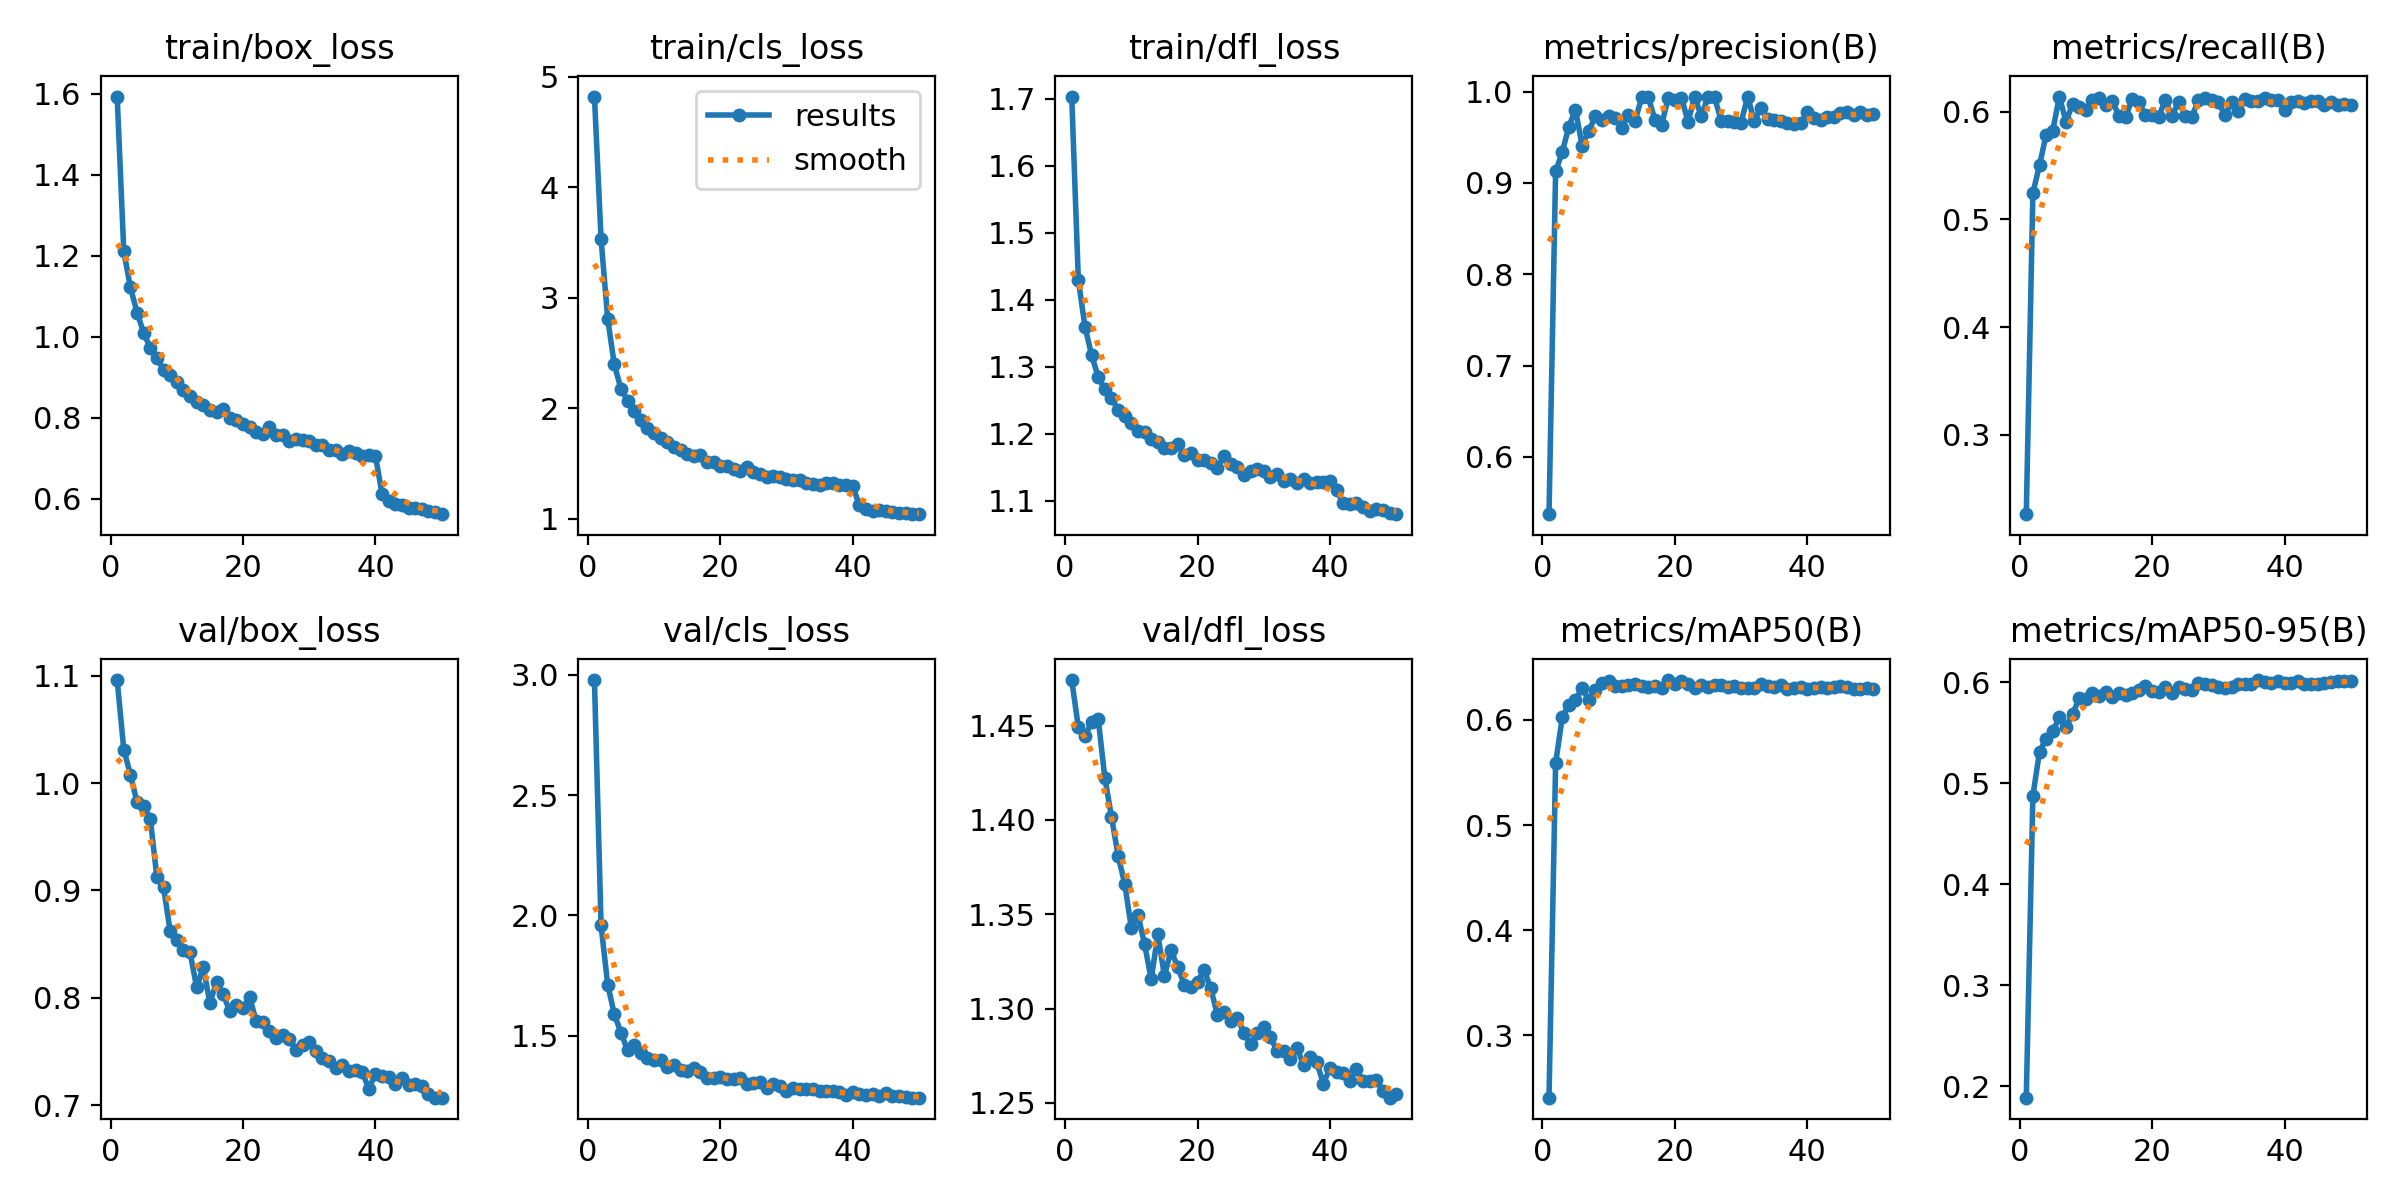 train/box_loss
1.6
1.4
1.2
1.0
0.8
0.6
0 20 40
train/cls_loss
results
smooth
5
4
3
2
1
0 20 40
train/dfl_loss
1.7
1.6
1.5
1.4
1.3
1.2
1.1
0 20 40
metrics/precision(B)
1.0
0.9
0.8
0.7
0.6
0 20 40
metrics/recall(B)
0.6
0.5
0.4
0.3
0 20 40
val/box_loss
1.1
1.0
0.9
0.8
0.7
0 20 40
val/cls_loss
3.0
2.5
2.0
1.5
0 20 40
val/dfl_loss
1.45
1.40
1.35
1.30
1.25
0 20 40
metrics/mAP50(B)
0.6
0.5
0.4
0.3
0 20 40
metrics/mAP50-95(B)
0.6
0.5
0.4
0.3
0.2
0 20 40